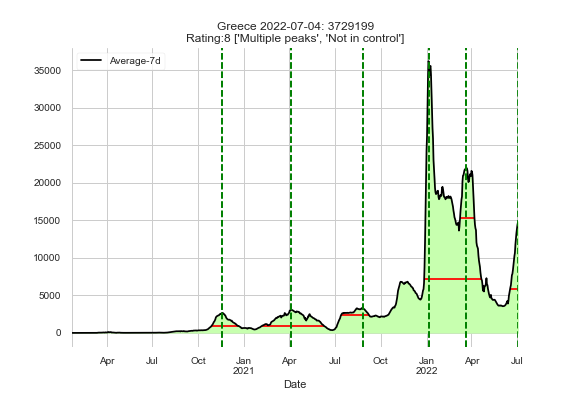 Greece 2022-07-04: 3729199
Rating:8 ['Multiple peaks', 'Not in control']
Average-7d
35000
30000
25000
20000
15000
10000
5000
0
Apr Jul Oct Jan Apr Jul Oct Jan Apr Jul
2021 2022
Date